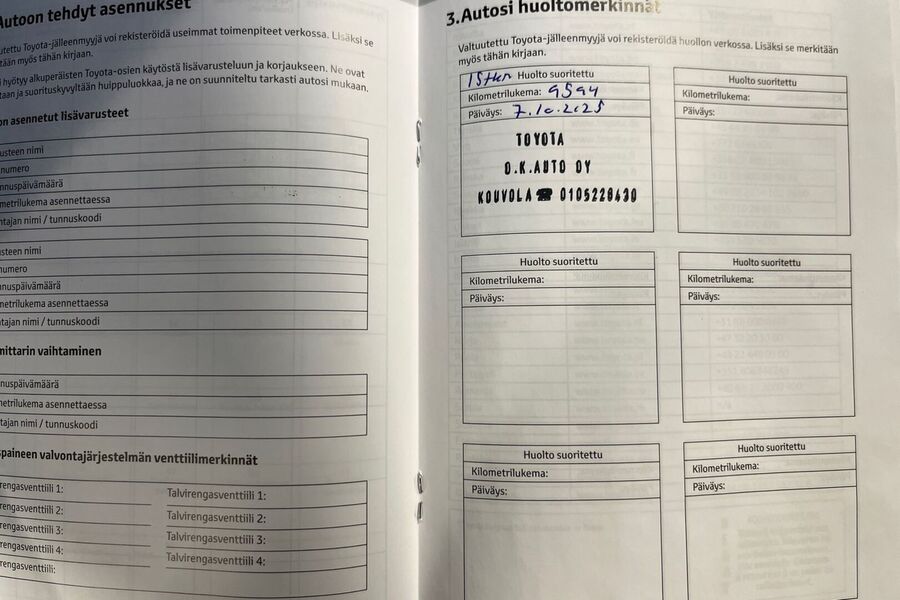 Autoon tehdyt asennukset
utettu Toyota-jälleenmyyjä voi rekisteröidä useimmat toimenpiteet verkossa. Lisäksi se
tään myös tähän kirjaan.
hyötyy alkuperäisten Toyota-osien käytöstä lisävarusteluun ja korjaukseen. Ne ovat
taan ja suorituskyvyltään huippuluokkaa, ja ne on suunniteltu tarkasti autosi mukaan.
on asennetut lisävarusteet
usteen nimi
numero
nnuspäivämäärä
metrilukema asennettaessa
ntajan nimi / tunnuskoodi
usteen nimi
numero
nnuspäivämäärä
metrilukema asennettaessa
ntajan nimi / tunnuskoodi
mittarin vaihtaminen
nuspäivämäärä
metrilukema asennettaessa
tajan nimi / tunnuskoodi
spaineen valvontajärjestelmän venttiilimerkinnät
rengasventtiili 1: Talvirengasventtiili 1:
rengasventtiili 2: Talvirengasventtiili 2:
rengasventtiili 3: Talvirengasventtiili 3:
rengasventtiili 4: Talvirengasventtiili 4:
rengasventtiili:
3.Autosi huoltomerkinnät
Valtuutettu Toyota-jälleenmyyjä voi rekisteröidä huollon verkossa. Lisäksi se merkitään
myös tähän kirjaan.
15tkm Huolto suoritettu
Kilometrilukema: 9594
Päiväys: 7.10.2025
TOYOTA
O.K.AUTO OY
KOUVOLA ☎ 0105228430
Huolto suoritettu
Kilometrilukema:
Päiväys:
Huolto suoritettu
Kilometrilukema:
Päiväys:
Huolto suoritettu
Kilometrilukema:
Päiväys:
Huolto suoritettu
Kilometrilukema:
Päiväys:
Huolto suoritettu
Kilometrilukema:
Päiväys: